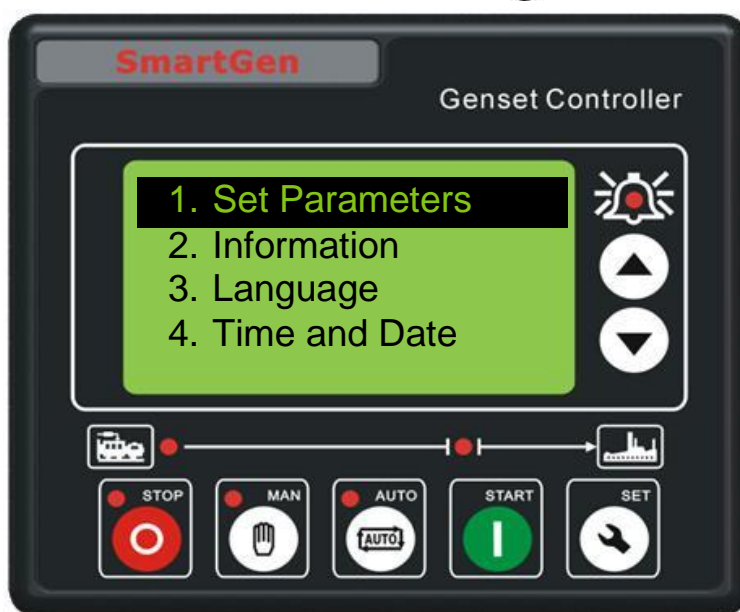 SmartGen
Genset Controller
1. Set Parameters
2. Information
3. Language
4. Time and Date
STOP
MAN
AUTO
START
SET
AUTO